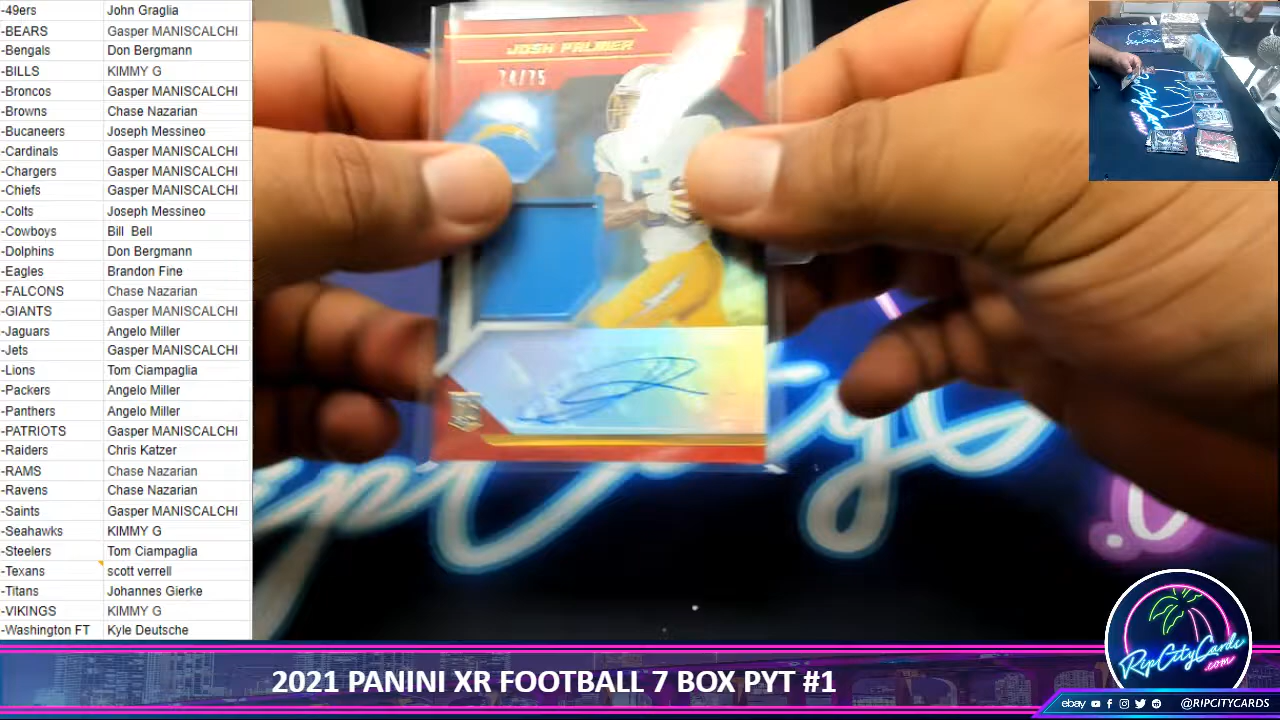 -49ers John Graglia
-BEARS Gasper MANISCALCHI
-Bengals Don Bergmann
-BILLS KIMMY G
-Broncos Gasper MANISCALCHI
-Browns Chase Nazarian
-Bucaneers Joseph Messineo
-Cardinals Gasper MANISCALCHI
-Chargers Gasper MANISCALCHI
-Chiefs Gasper MANISCALCHI
-Colts Joseph Messineo
-Cowboys Bill Bell
-Dolphins Don Bergmann
-Eagles Brandon Fine
-FALCONS Chase Nazarian
-GIANTS Gasper MANISCALCHI
-Jaguars Angelo Miller
-Jets Gasper MANISCALCHI
-Lions Tom Ciampaglia
-Packers Angelo Miller
-Panthers Angelo Miller
-PATRIOTS Gasper MANISCALCHI
-Raiders Chris Katzer
-RAMS Chase Nazarian
-Ravens Chase Nazarian
-Saints Gasper MANISCALCHI
-Seahawks KIMMY G
-Steelers Tom Ciampaglia
-Texans scott verrell
-Titans Johannes Gierke
-VIKINGS KIMMY G
-Washington FT Kyle Deutsche
JOSH PALMER
74/75
2021 PANINI XR FOOTBALL 7 BOX PYT #1
RipCityCards
.com
ebay @RIPCITYCARDS